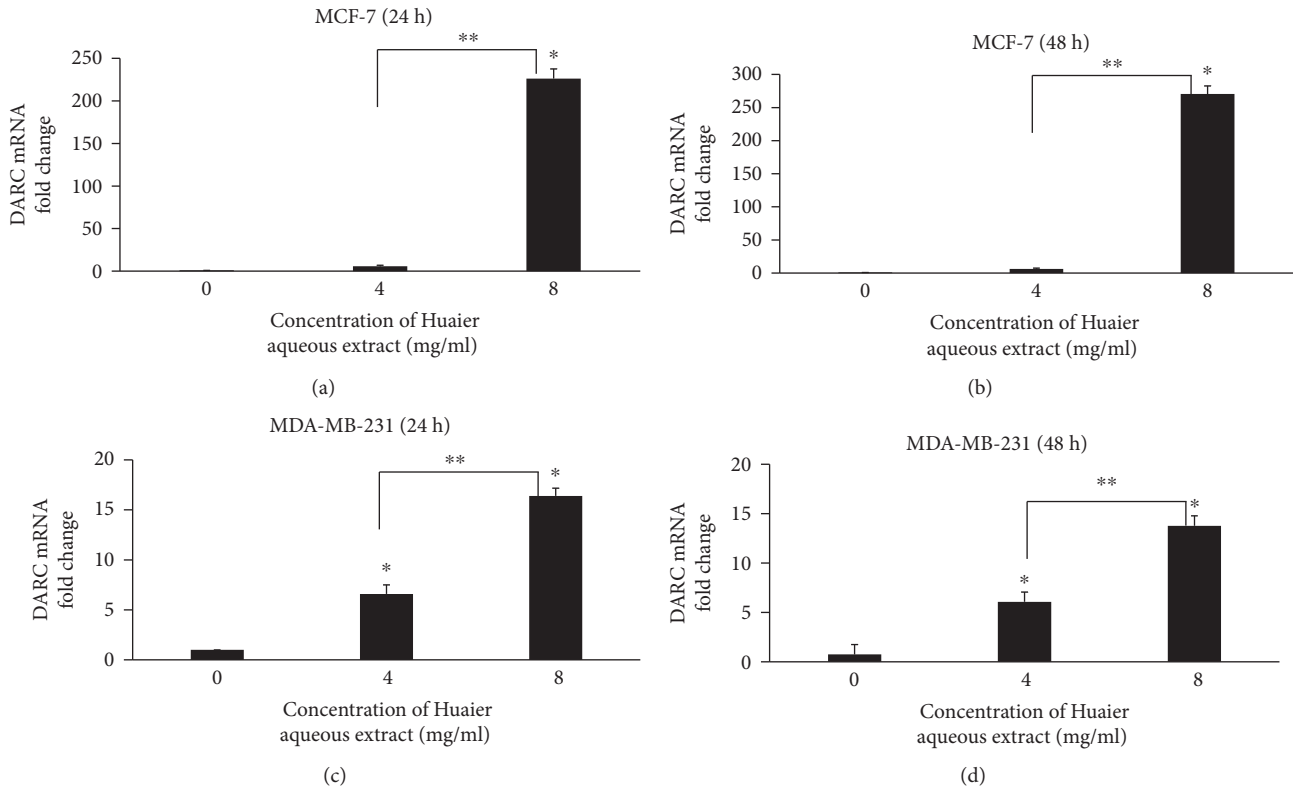 MCF-7 (24 h)
DARC mRNA
fold change
250
200
150
100
50
0
**
*
0 4 8
Concentration of Huaier
aqueous extract (mg/ml)
(a)
MCF-7 (48 h)
DARC mRNA
fold change
300
250
200
150
100
50
0
**
*
0 4 8
Concentration of Huaier
aqueous extract (mg/ml)
(b)
MDA-MB-231 (24 h)
DARC mRNA
fold change
20
15
10
5
0
**
*
*
0 4 8
Concentration of Huaier
aqueous extract (mg/ml)
(c)
MDA-MB-231 (48 h)
DARC mRNA
fold change
20
15
10
5
0
**
*
*
0 4 8
Concentration of Huaier
aqueous extract (mg/ml)
(d)